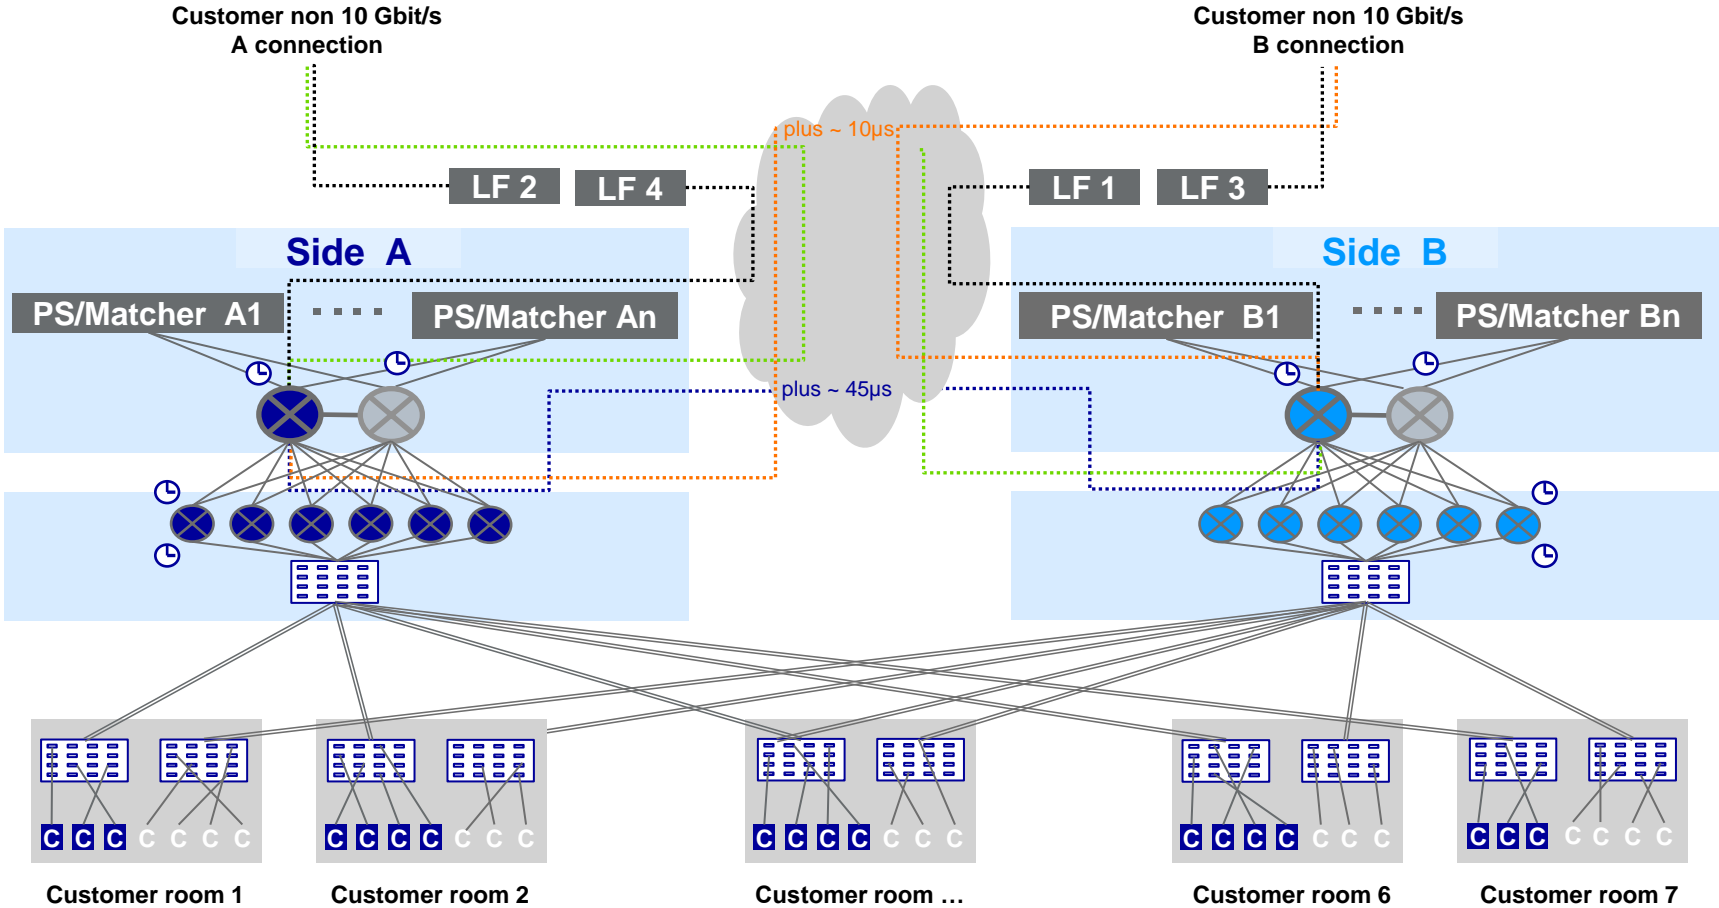 Customer non 10 Gbit/s
A connection
Customer non 10 Gbit/s
B connection
plus ~ 10µs
LF 2
LF 4
LF 1
LF 3
Side A
Side B
PS/Matcher A1
PS/Matcher An
PS/Matcher B1
PS/Matcher Bn
plus ~ 45µs
C C C C C C C
C C C C C C C
C C C C C C C
C C C C C C C
C C C C C C C
Customer room 1
Customer room 2
Customer room …
Customer room 6
Customer room 7